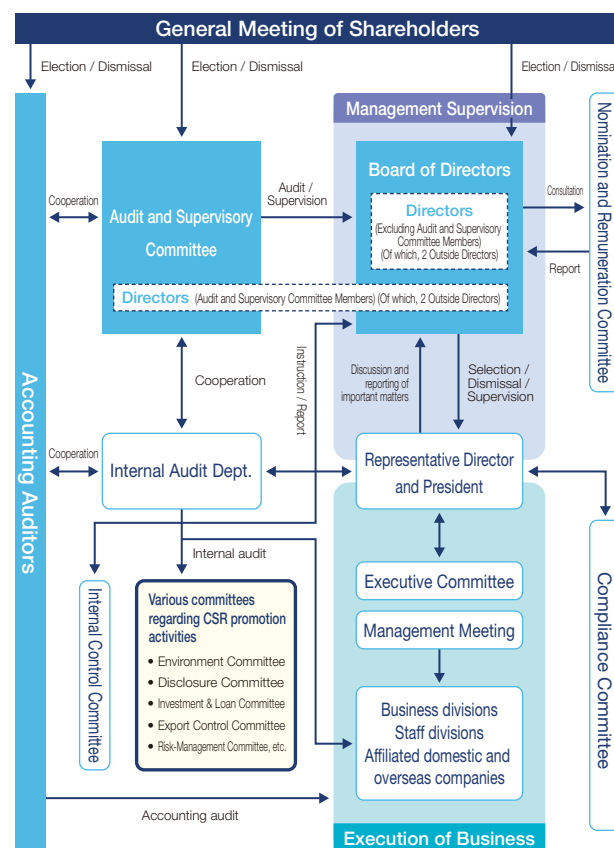 General Meeting of Shareholders
Election / Dismissal
Election / Dismissal
Election / Dismissal
Management Supervision
Accounting Auditors
Cooperation
Audit and Supervisory
Committee
Audit /
Supervision
Board of Directors
Directors
(Excluding Audit and Supervisory
Committee Members)
(Of which, 2 Outside Directors)
Consultation
Report
Nomination and Remuneration Committee
Directors (Audit and Supervisory Committee Members) (Of which, 2 Outside Directors)
Cooperation
Instruction / Report
Discussion and
reporting of
important matters
Selection /
Dismissal /
Supervision
Cooperation
Internal Audit Dept.
Representative Director
and President
Internal audit
Internal Control Committee
Various committees
regarding CSR promotion
activities
• Environment Committee
• Disclosure Committee
• Investment & Loan Committee
• Export Control Committee
• Risk-Management Committee, etc.
Executive Committee
Management Meeting
Business divisions
Staff divisions
Affiliated domestic and
overseas companies
Compliance Committee
Accounting audit
Execution of Business